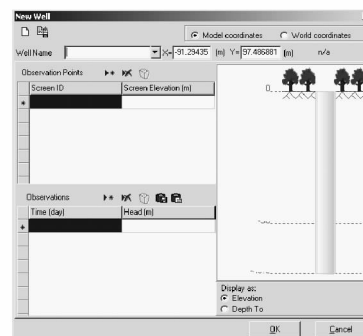 New Well
Model coordinates World coordinates
Well Name X= -91.29435 (m) Y= 97.486881 (m) n/a
Observation Points
Screen ID Screen Elevation (m)
0
Observations
Time (day) Head (m)
Display as:
Elevation
Depth To
OK Cancel